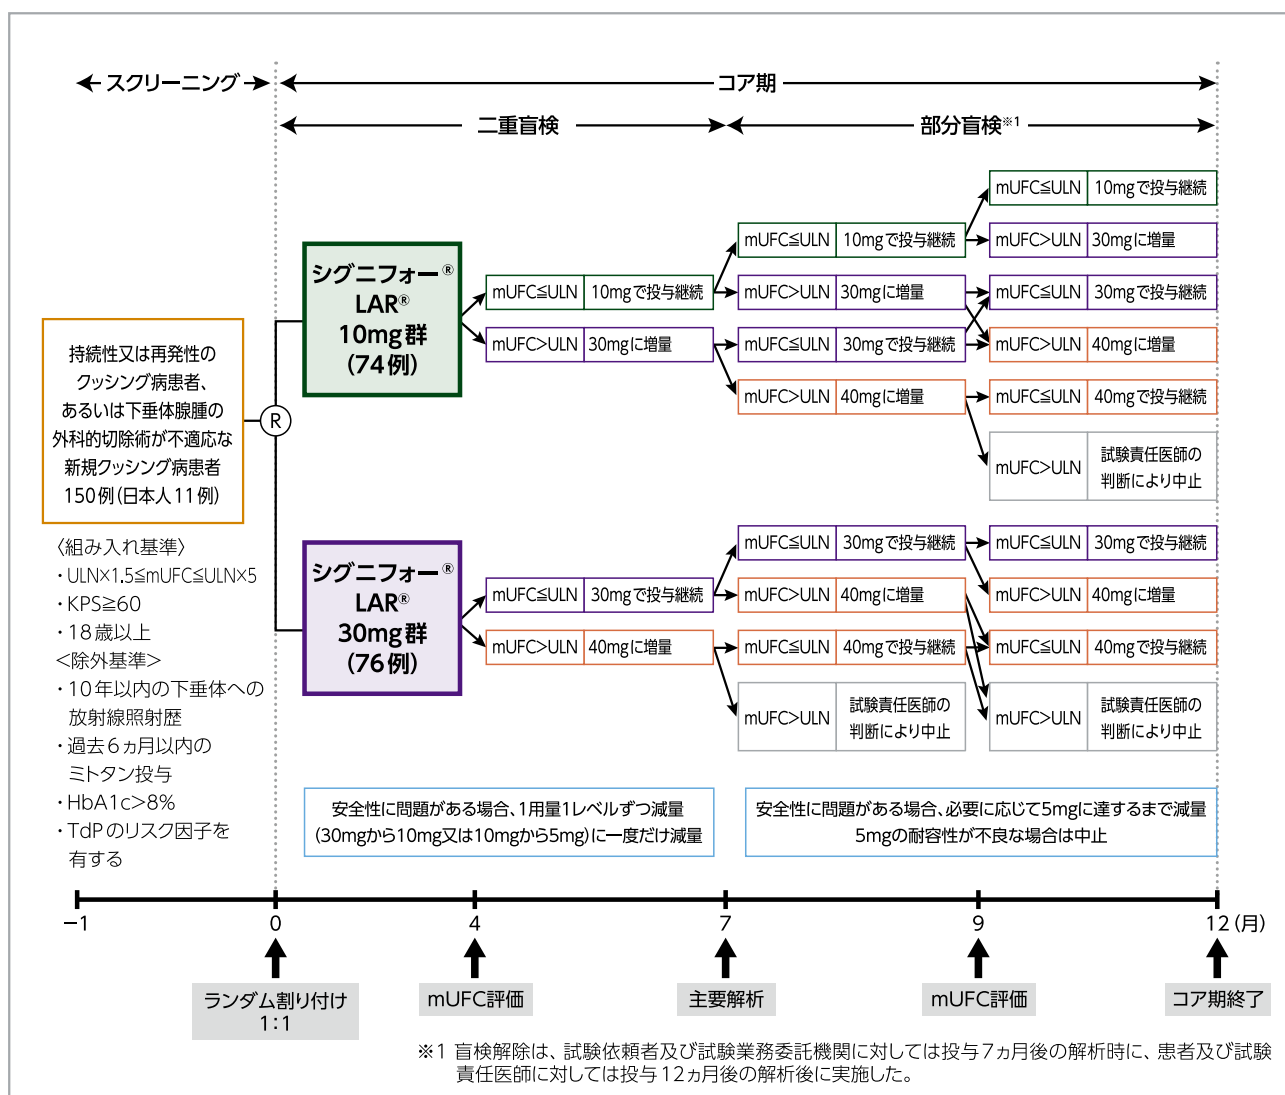 スクリーニング
コア期
二重盲検
部分盲検※1
持続性又は再発性の
クッシング病患者、
あるいは下垂体腺腫の
外科的切除術が不適応な
新規クッシング病患者
150例(日本人11例)
R
〈組み入れ基準〉
・ULN×1.5≦mUFC≦ULN×5
・KPS≧60
・18歳以上
<除外基準>
・10年以内の下垂体への
放射線照射歴
・過去6ヵ月以内の
ミトタン投与
・HbA1c>8%
・TdPのリスク因子を
有する
シグニフォー®
LAR®
10mg群
(74例)
mUFC≦ULN 10mgで投与継続
mUFC>ULN 30mgに増量
mUFC≦ULN 10mgで投与継続
mUFC>ULN 30mgに増量
mUFC≦ULN 30mgで投与継続
mUFC>ULN 40mgに増量
mUFC≦ULN 10mgで投与継続
mUFC>ULN 30mgに増量
mUFC≦ULN 30mgで投与継続
mUFC>ULN 40mgに増量
mUFC≦ULN 40mgで投与継続
mUFC>ULN 試験責任医師の
判断により中止
シグニフォー®
LAR®
30mg群
(76例)
mUFC≦ULN 30mgで投与継続
mUFC>ULN 40mgに増量
mUFC≦ULN 30mgで投与継続
mUFC>ULN 40mgに増量
mUFC≦ULN 40mgで投与継続
mUFC>ULN 試験責任医師の
判断により中止
mUFC≦ULN 30mgで投与継続
mUFC>ULN 40mgに増量
mUFC≦ULN 40mgで投与継続
mUFC>ULN 試験責任医師の
判断により中止
安全性に問題がある場合、1用量1レベルずつ減量
(30mgから10mg又は10mgから5mg)に一度だけ減量
安全性に問題がある場合、必要に応じて5mgに達するまで減量
5mgの耐容性が不良な場合は中止
−1 0 4 7 9 12 (月)
ランダム割り付け
1:1
mUFC評価
主要解析
mUFC評価
コア期終了
※1 盲検解除は、試験依頼者及び試験業務委託機関に対しては投与7ヵ月後の解析時に、患者及び試験
責任医師に対しては投与12ヵ月後の解析後に実施した。